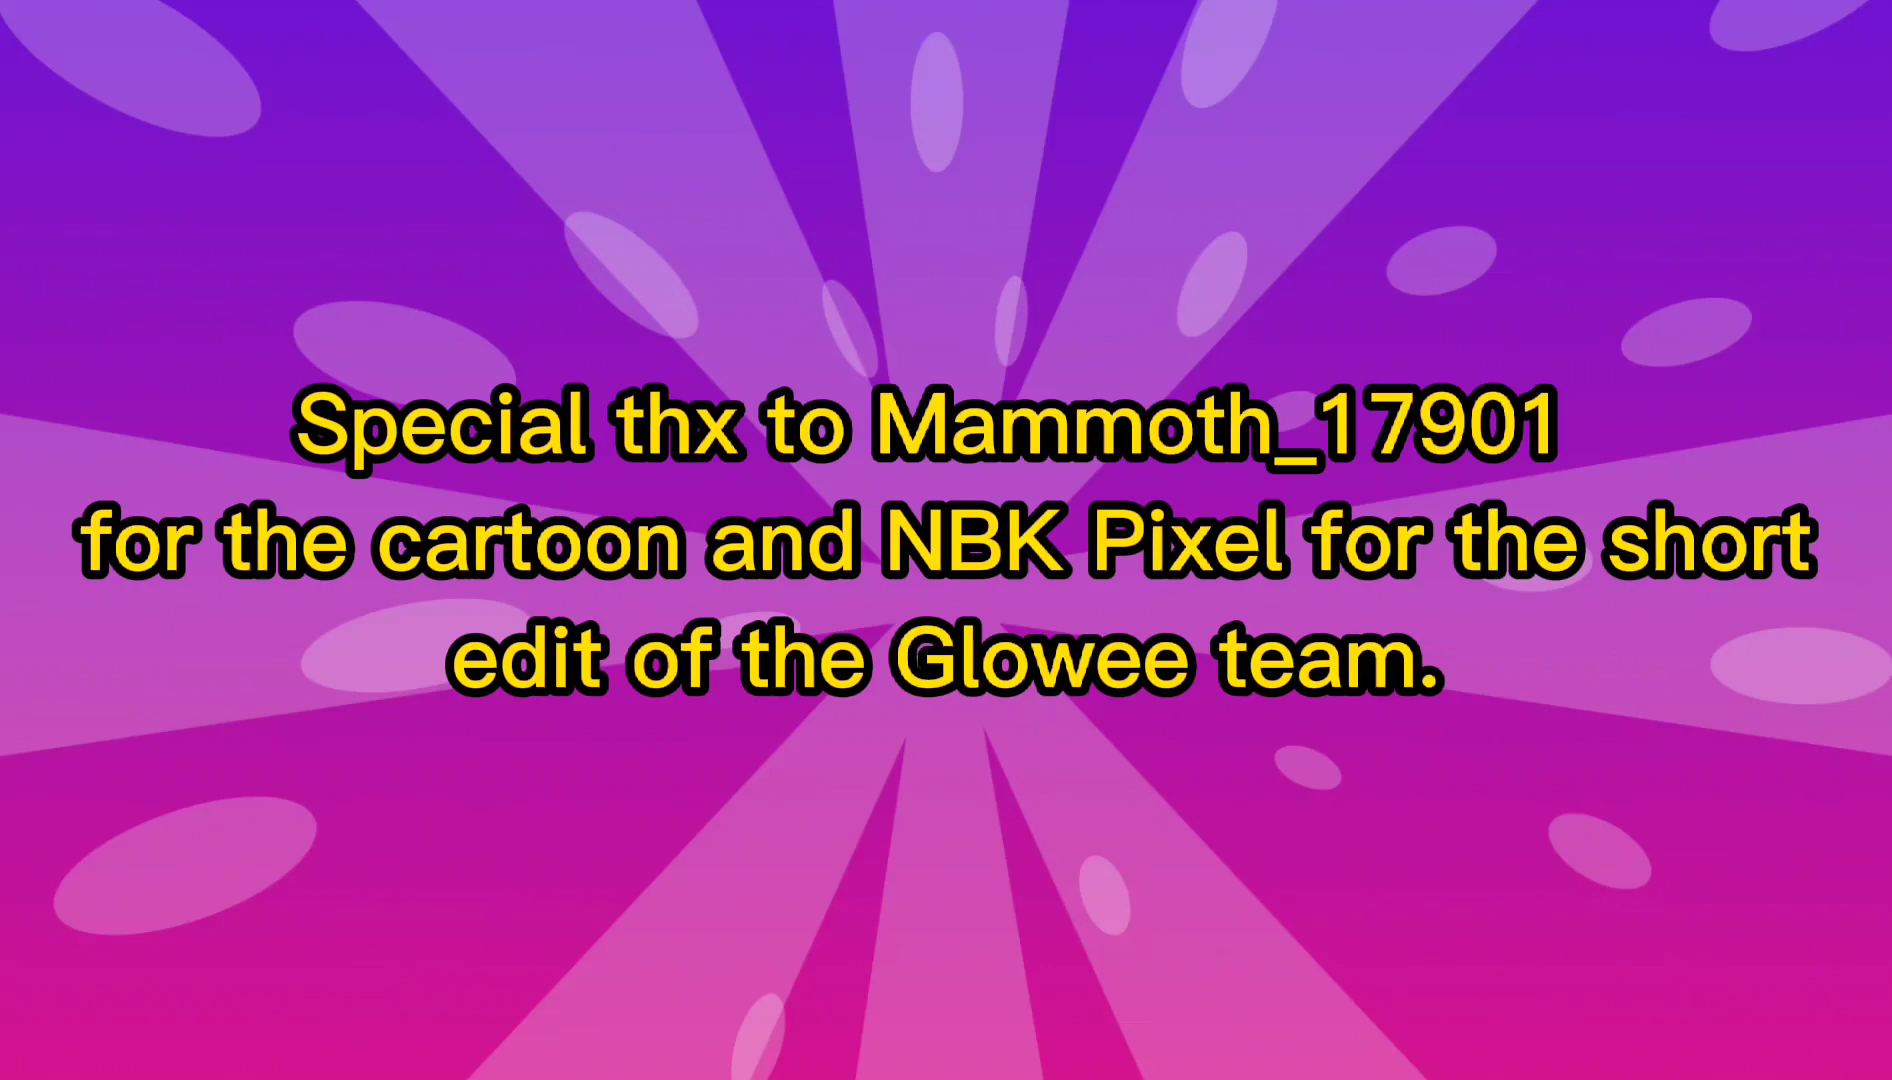 Special thx to Mammoth_17901
for the cartoon and NBK Pixel for the short
edit of the Glowee team.